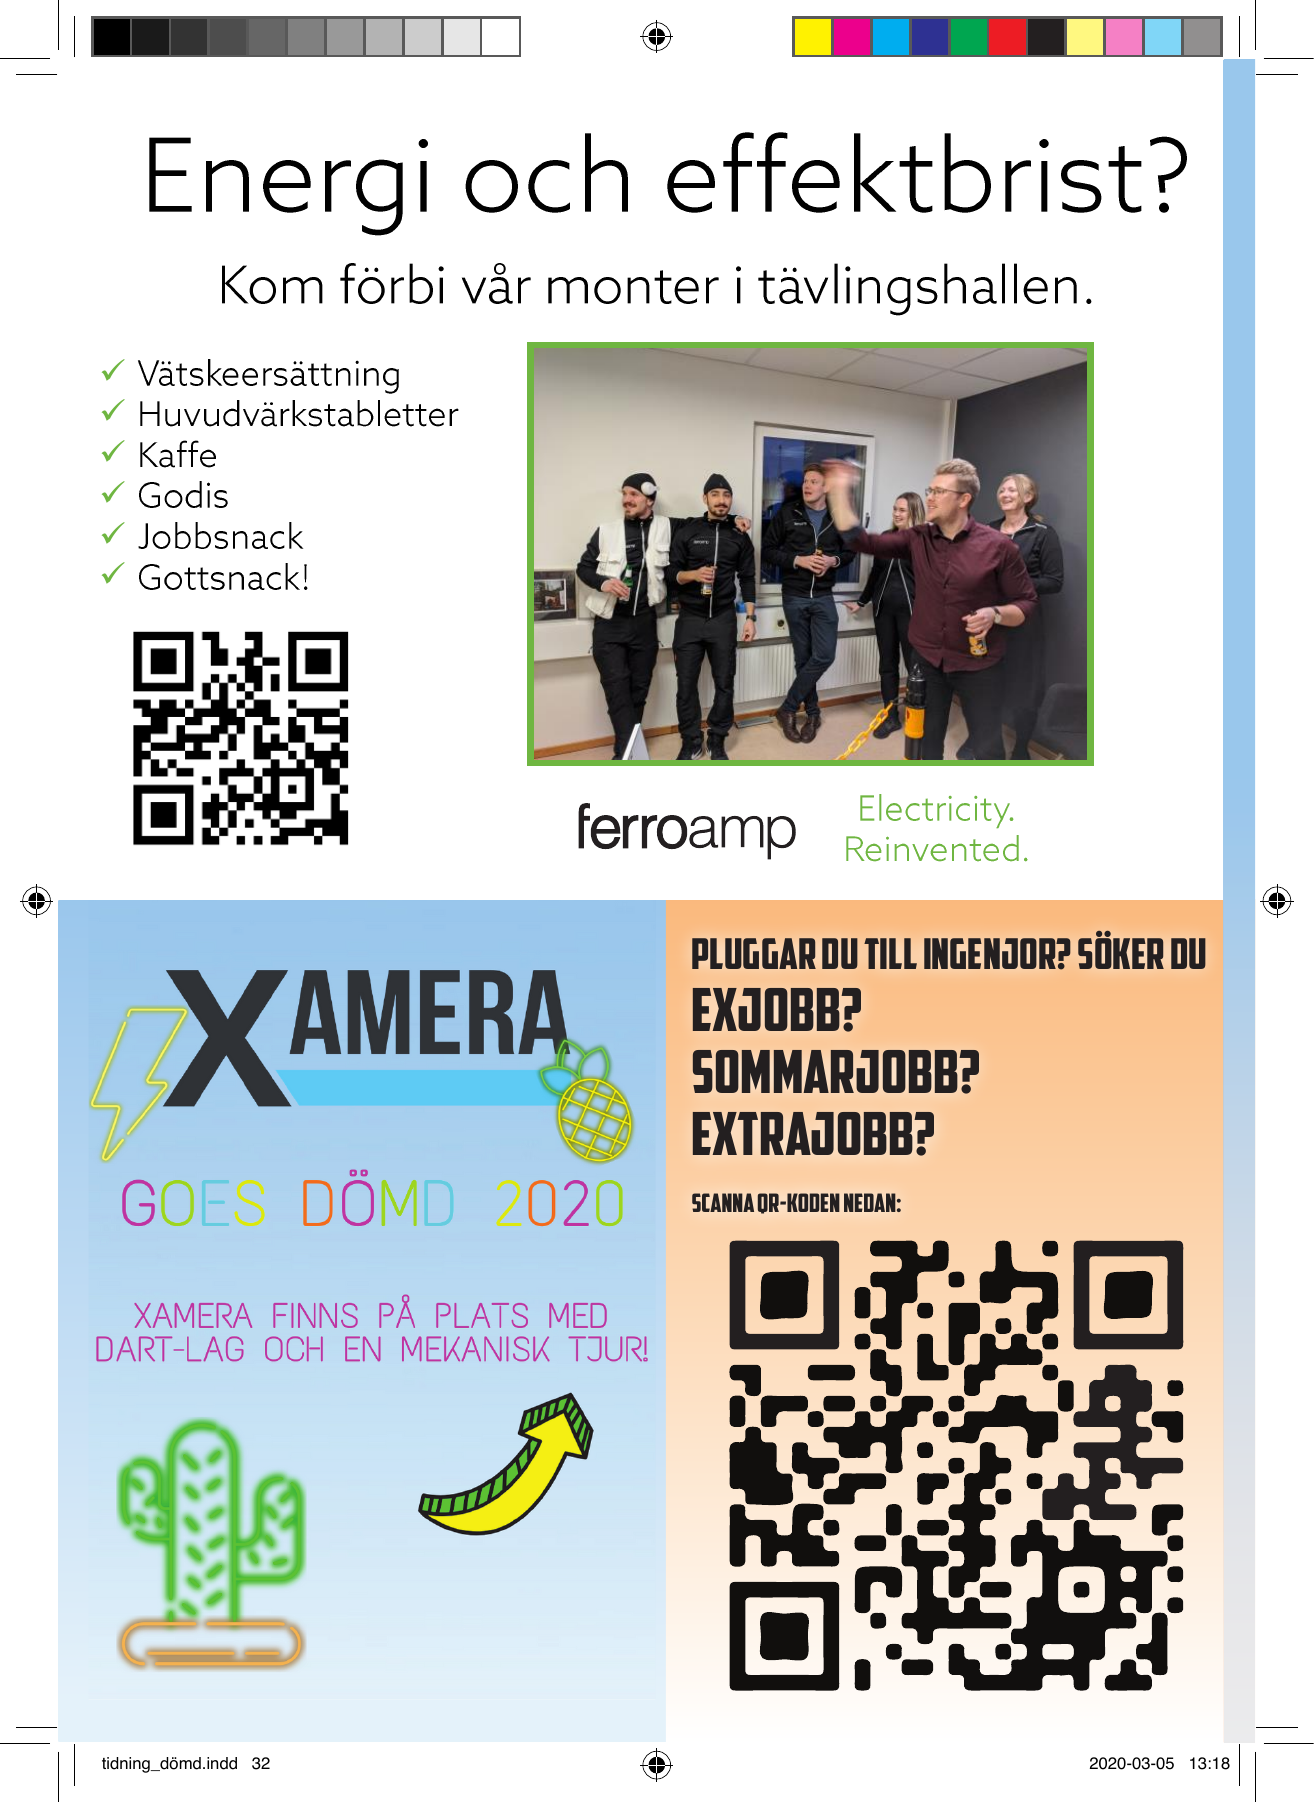 Energi och effektbrist?
Kom förbi vår monter i tävlingshallen.
Vätskeersättning
Huvudvärkstabletter
Kaffe
Godis
Jobbsnack
Gottsnack!
ferroamp
Electricity.
Reinvented.
XAMERA
GOES DÖMD 2020
XAMERA FINNS PÅ PLATS MED
DART-LAG OCH EN MEKANISK TJUR!
PLUGGAR DU TILL INGENJOR? SÖKER DU
EXJOBB?
SOMMARJOBB?
EXTRAJOBB?
SCANNA QR-KODEN NEDAN:
tidning_dömd.indd 32
2020-03-05 13:18